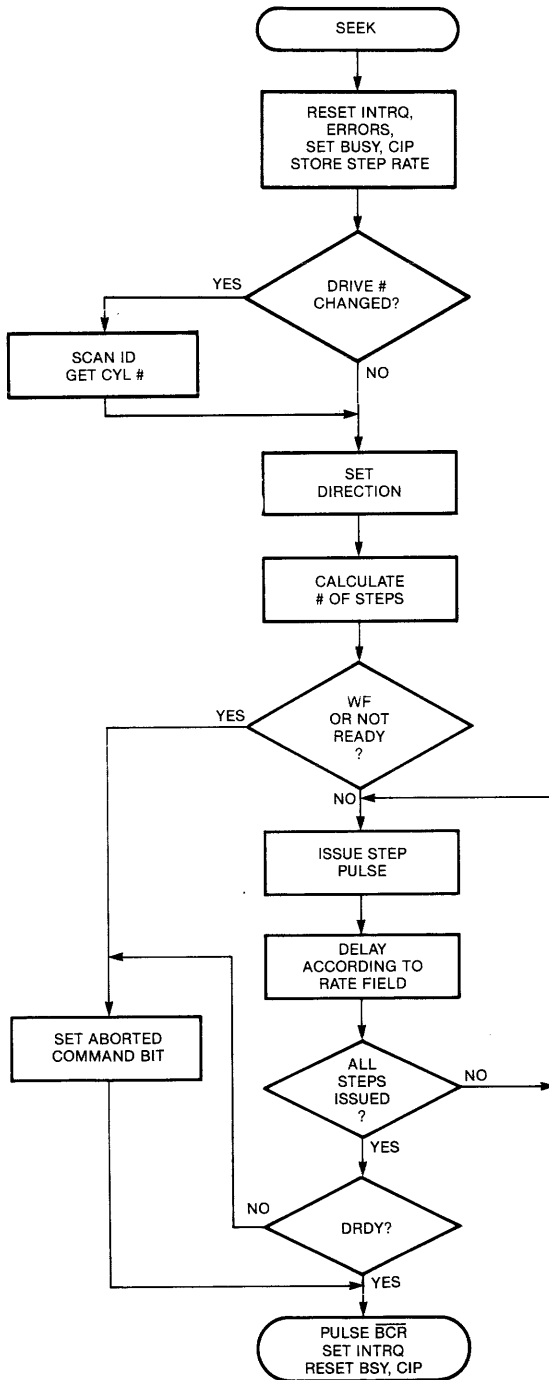 SEEK
RESET INTRQ,
ERRORS,
SET BUSY, CIP
STORE STEP RATE
DRIVE #
CHANGED?
YES
SCAN ID
GET CYL #
NO
SET
DIRECTION
CALCULATE
# OF STEPS
WF
OR NOT
READY
?
YES
NO
ISSUE STEP
PULSE
DELAY
ACCORDING TO
RATE FIELD
SET ABORTED
COMMAND BIT
ALL
STEPS
ISSUED
?
NO
YES
DRDY?
NO
YES
PULSE B̅C̅R̅
SET INTRQ
RESET BSY, CIP